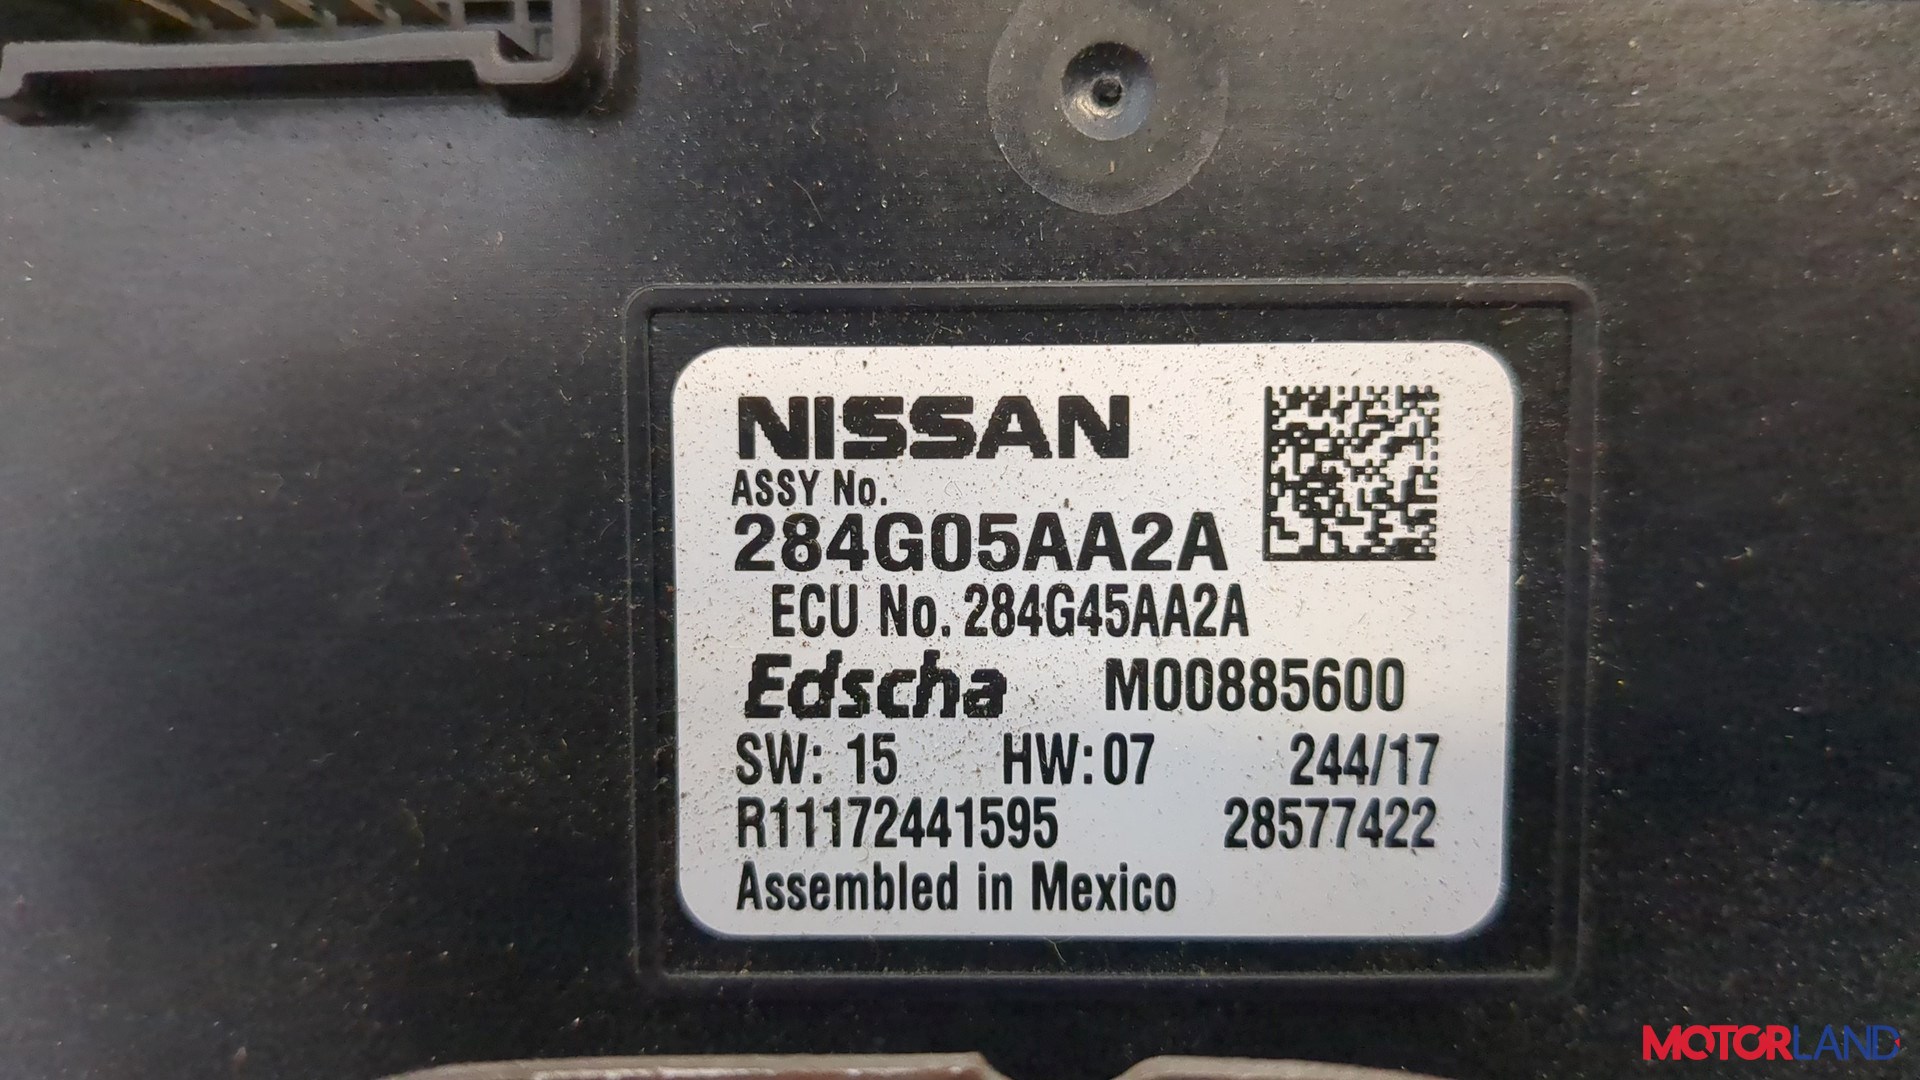 NISSAN
ASSY No.
284G05AA2A
ECU No. 284G45AA2A
Edscha M00885600
SW: 15 HW:07 244/17
R11172441595 28577422
Assembled in Mexico
MOTORLAND